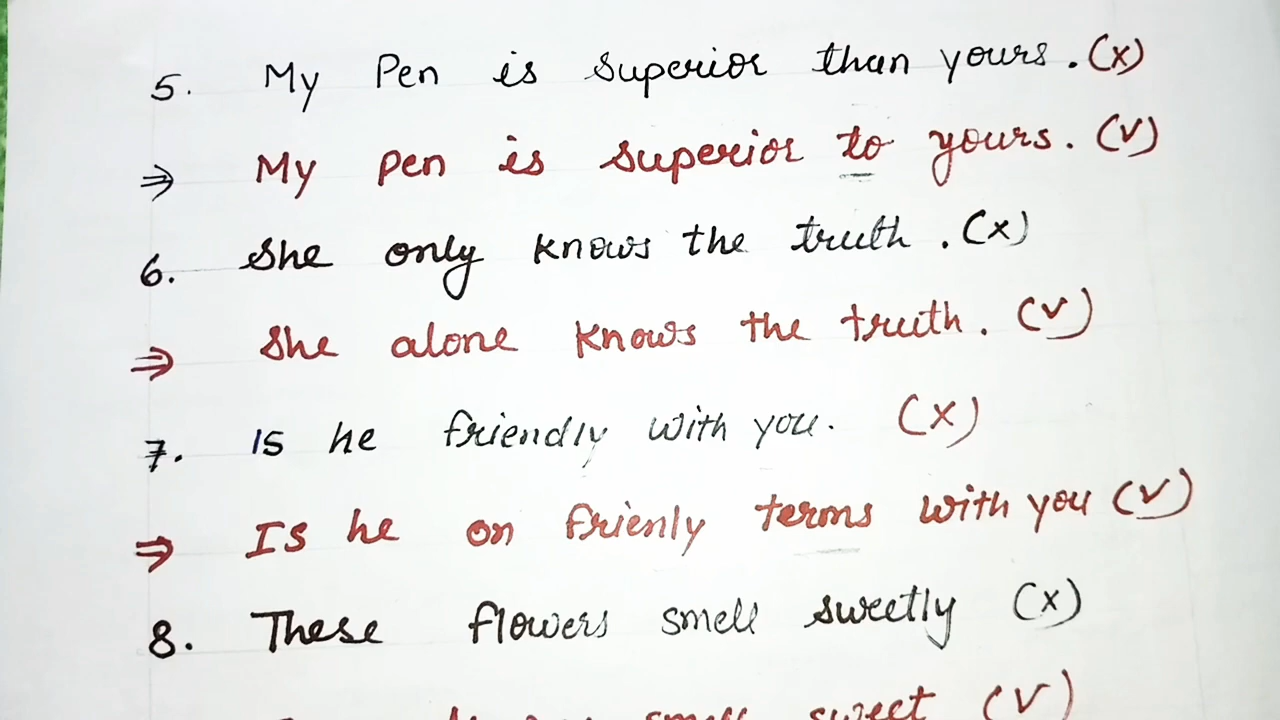 5. My Pen is superior than yours. (x)
⇒ My Pen is superior to yours. (v)
6. She only knows the truth. (x)
⇒ She alone knows the truth. (v)
7. Is he friendly with you. (x)
⇒ Is he on frienly terms with you (v)
8. These flowers smell sweetly (x)
smell sweet (v)